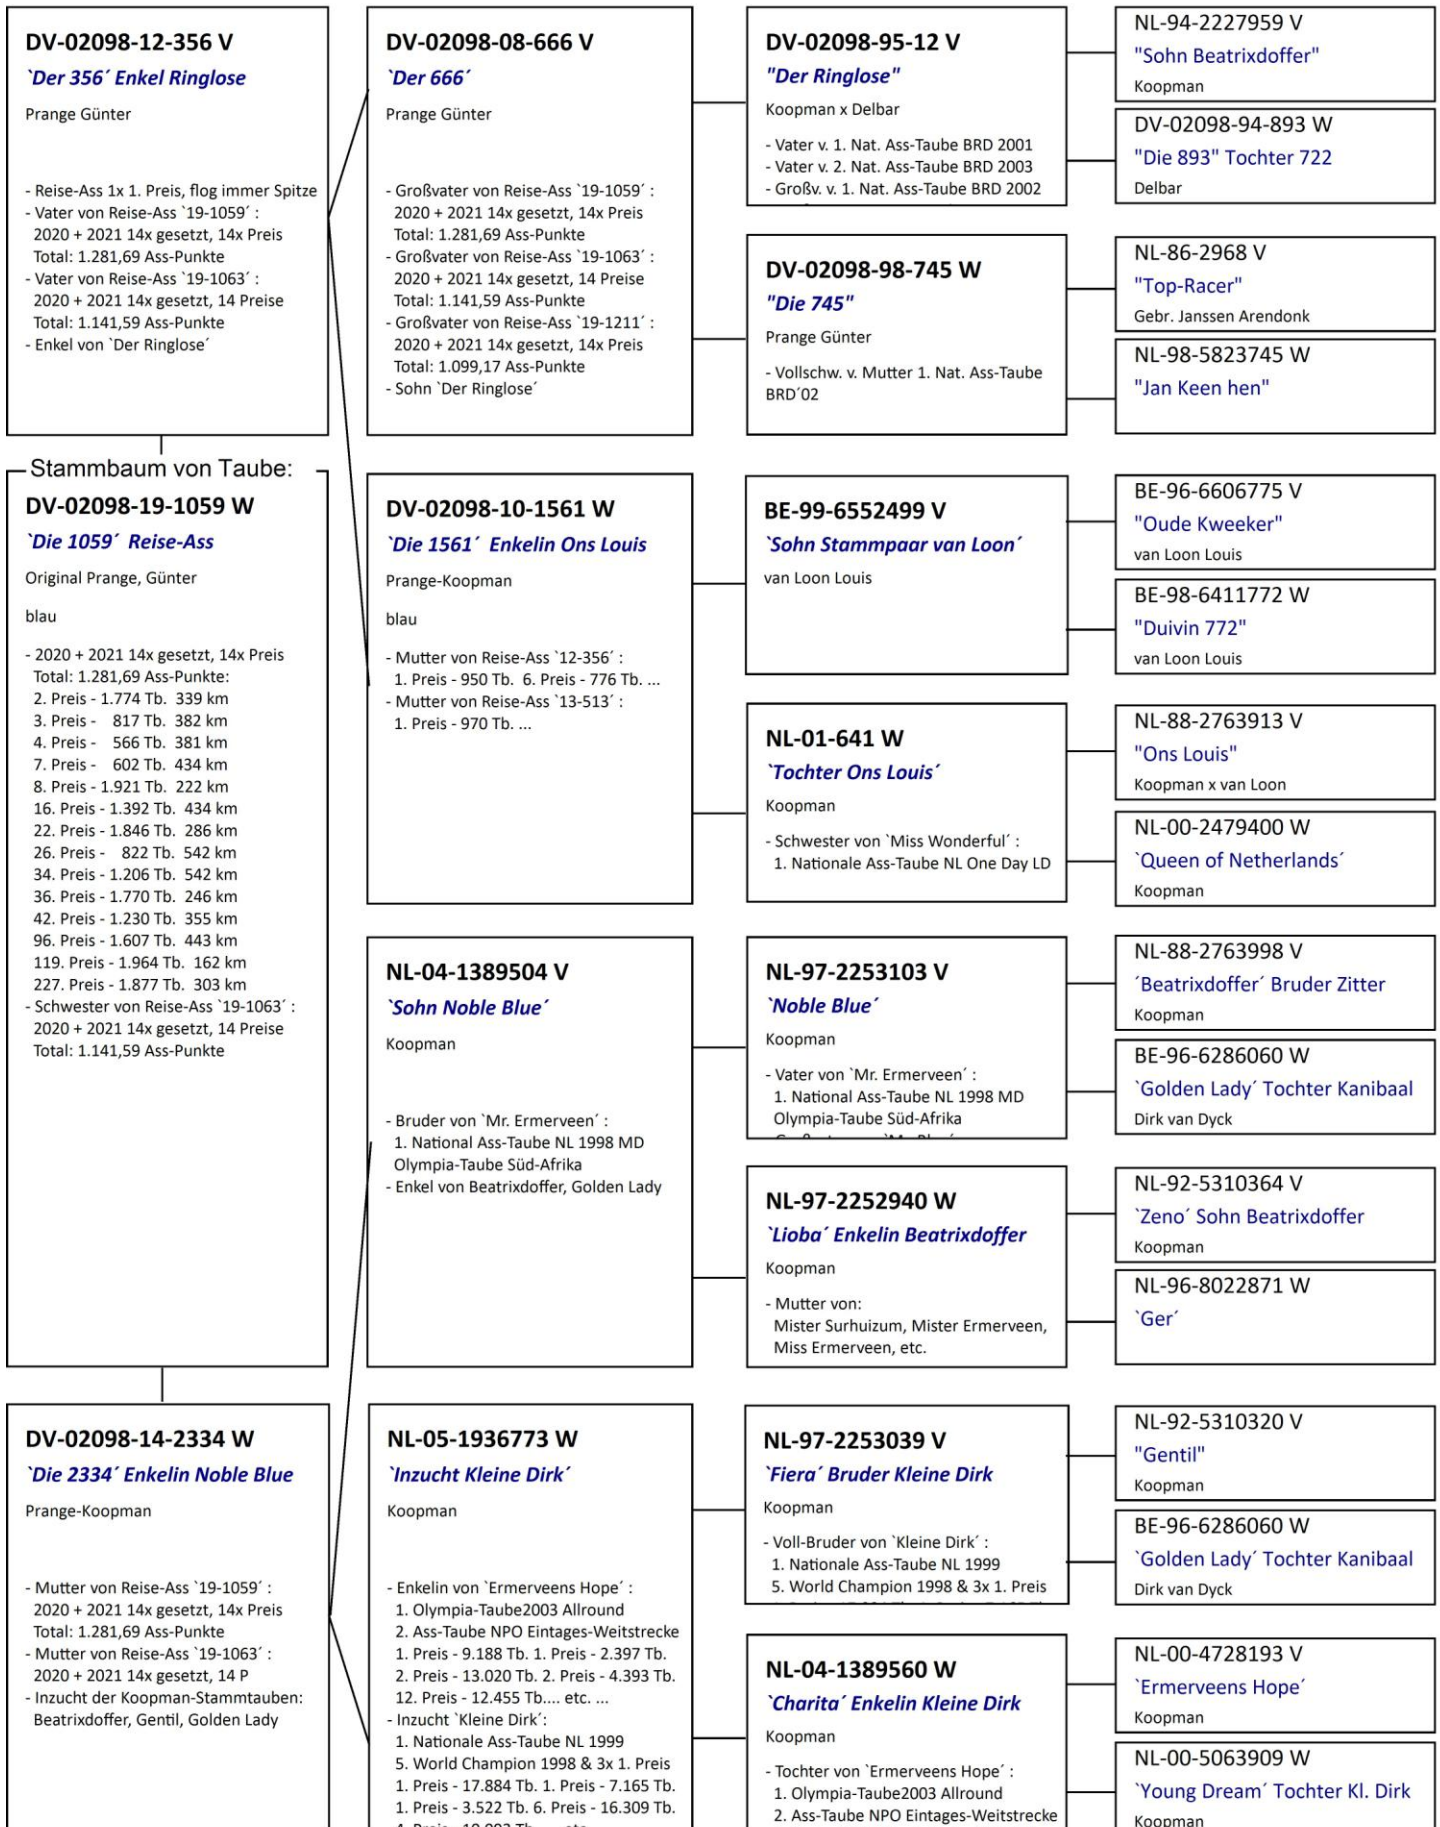 DV-02098-12-356 V
`Der 356´ Enkel Ringlose
Prange Günter
- Reise-Ass 1x 1. Preis, flog immer Spitze
- Vater von Reise-Ass `19-1059´ :
2020 + 2021 14x gesetzt, 14x Preis
Total: 1.281,69 Ass-Punkte
- Vater von Reise-Ass `19-1063´ :
2020 + 2021 14x gesetzt, 14 Preise
Total: 1.141,59 Ass-Punkte
- Enkel von `Der Ringlose´
Stammbaum von Taube:
DV-02098-19-1059 W
`Die 1059´ Reise-Ass
Original Prange, Günter
blau
- 2020 + 2021 14x gesetzt, 14x Preis
Total: 1.281,69 Ass-Punkte:
2. Preis - 1.774 Tb. 339 km
3. Preis - 817 Tb. 382 km
4. Preis - 566 Tb. 381 km
7. Preis - 602 Tb. 434 km
8. Preis - 1.921 Tb. 222 km
16. Preis - 1.392 Tb. 434 km
22. Preis - 1.846 Tb. 286 km
26. Preis - 822 Tb. 542 km
34. Preis - 1.206 Tb. 542 km
36. Preis - 1.770 Tb. 246 km
42. Preis - 1.230 Tb. 355 km
96. Preis - 1.607 Tb. 443 km
119. Preis - 1.964 Tb. 162 km
227. Preis - 1.877 Tb. 303 km
- Schwester von Reise-Ass `19-1063´ :
2020 + 2021 14x gesetzt, 14 Preise
Total: 1.141,59 Ass-Punkte
DV-02098-14-2334 W
`Die 2334´ Enkelin Noble Blue
Prange-Koopman
- Mutter von Reise-Ass `19-1059´ :
2020 + 2021 14x gesetzt, 14x Preis
Total: 1.281,69 Ass-Punkte
- Mutter von Reise-Ass `19-1063´ :
2020 + 2021 14x gesetzt, 14 P
- Inzucht der Koopman-Stammtauben:
Beatrixdoffer, Gentil, Golden Lady
DV-02098-08-666 V
`Der 666´
Prange Günter
- Großvater von Reise-Ass `19-1059´ :
2020 + 2021 14x gesetzt, 14x Preis
Total: 1.281,69 Ass-Punkte
- Großvater von Reise-Ass `19-1063´ :
2020 + 2021 14x gesetzt, 14 Preise
Total: 1.141,59 Ass-Punkte
- Großvater von Reise-Ass `19-1211´ :
2020 + 2021 14x gesetzt, 14x Preis
Total: 1.099,17 Ass-Punkte
- Sohn `Der Ringlose´
DV-02098-10-1561 W
`Die 1561´ Enkelin Ons Louis
Prange-Koopman
blau
- Mutter von Reise-Ass `12-356´ :
1. Preis - 950 Tb. 6. Preis - 776 Tb. ...
- Mutter von Reise-Ass `13-513´ :
1. Preis - 970 Tb. ...
NL-04-1389504 V
`Sohn Noble Blue´
Koopman
- Bruder von `Mr. Ermerveen´ :
1. National Ass-Taube NL 1998 MD
Olympia-Taube Süd-Afrika
- Enkel von Beatrixdoffer, Golden Lady
NL-05-1936773 W
`Inzucht Kleine Dirk´
Koopman
- Enkelin von `Ermerveens Hope´ :
1. Olympia-Taube2003 Allround
2. Ass-Taube NPO Eintages-Weitstrecke
1. Preis - 9.188 Tb. 1. Preis - 2.397 Tb.
2. Preis - 13.020 Tb. 2. Preis - 4.393 Tb.
12. Preis - 12.455 Tb.... etc. ...
- Inzucht `Kleine Dirk´:
1. Nationale Ass-Taube NL 1999
5. World Champion 1998 & 3x 1. Preis
1. Preis - 17.884 Tb. 1. Preis - 7.165 Tb.
1. Preis - 3.522 Tb. 6. Preis - 16.309 Tb.
DV-02098-95-12 V
"Der Ringlose"
Koopman x Delbar
- Vater v. 1. Nat. Ass-Taube BRD 2001
- Vater v. 2. Nat. Ass-Taube BRD 2003
- Großv. v. 1. Nat. Ass-Taube BRD 2002
DV-02098-98-745 W
"Die 745"
Prange Günter
- Vollschw. v. Mutter 1. Nat. Ass-Taube
BRD´02
BE-99-6552499 V
`Sohn Stammpaar van Loon´
van Loon Louis
NL-01-641 W
`Tochter Ons Louis´
Koopman
- Schwester von `Miss Wonderful´ :
1. Nationale Ass-Taube NL One Day LD
NL-97-2253103 V
`Noble Blue´
Koopman
- Vater von `Mr. Ermerveen´ :
1. National Ass-Taube NL 1998 MD
Olympia-Taube Süd-Afrika
NL-97-2252940 W
`Lioba´ Enkelin Beatrixdoffer
Koopman
- Mutter von:
Mister Surhuizum, Mister Ermerveen,
Miss Ermerveen, etc.
NL-97-2253039 V
`Fiera´ Bruder Kleine Dirk
Koopman
- Voll-Bruder von `Kleine Dirk´ :
1. Nationale Ass-Taube NL 1999
5. World Champion 1998 & 3x 1. Preis
NL-04-1389560 W
`Charita´ Enkelin Kleine Dirk
Koopman
- Tochter von `Ermerveens Hope´ :
1. Olympia-Taube2003 Allround
2. Ass-Taube NPO Eintages-Weitstrecke
NL-94-2227959 V
"Sohn Beatrixdoffer"
Koopman
DV-02098-94-893 W
"Die 893" Tochter 722
Delbar
NL-86-2968 V
"Top-Racer"
Gebr. Janssen Arendonk
NL-98-5823745 W
"Jan Keen hen"
BE-96-6606775 V
"Oude Kweeker"
van Loon Louis
BE-98-6411772 W
"Duivin 772"
van Loon Louis
NL-88-2763913 V
"Ons Louis"
Koopman x van Loon
NL-00-2479400 W
`Queen of Netherlands´
Koopman
NL-88-2763998 V
´Beatrixdoffer´ Bruder Zitter
Koopman
BE-96-6286060 W
`Golden Lady´ Tochter Kanibaal
Dirk van Dyck
NL-92-5310364 V
`Zeno´ Sohn Beatrixdoffer
Koopman
NL-96-8022871 W
`Ger´
NL-92-5310320 V
"Gentil"
Koopman
BE-96-6286060 W
`Golden Lady´ Tochter Kanibaal
Dirk van Dyck
NL-00-4728193 V
`Ermerveens Hope´
Koopman
NL-00-5063909 W
`Young Dream´ Tochter Kl. Dirk
Koopman